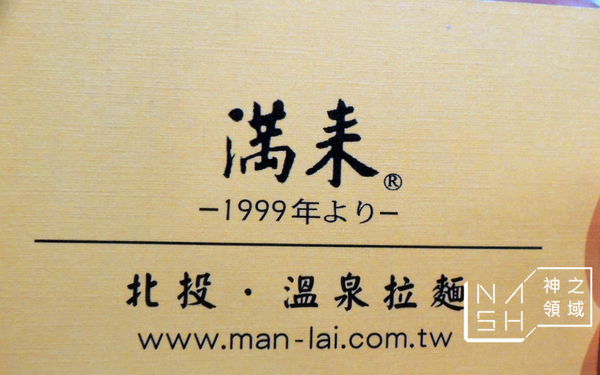 満来®
–1999年より–
北投・溫泉拉麵
www.man-lai.com.tw
NASH 神之領域